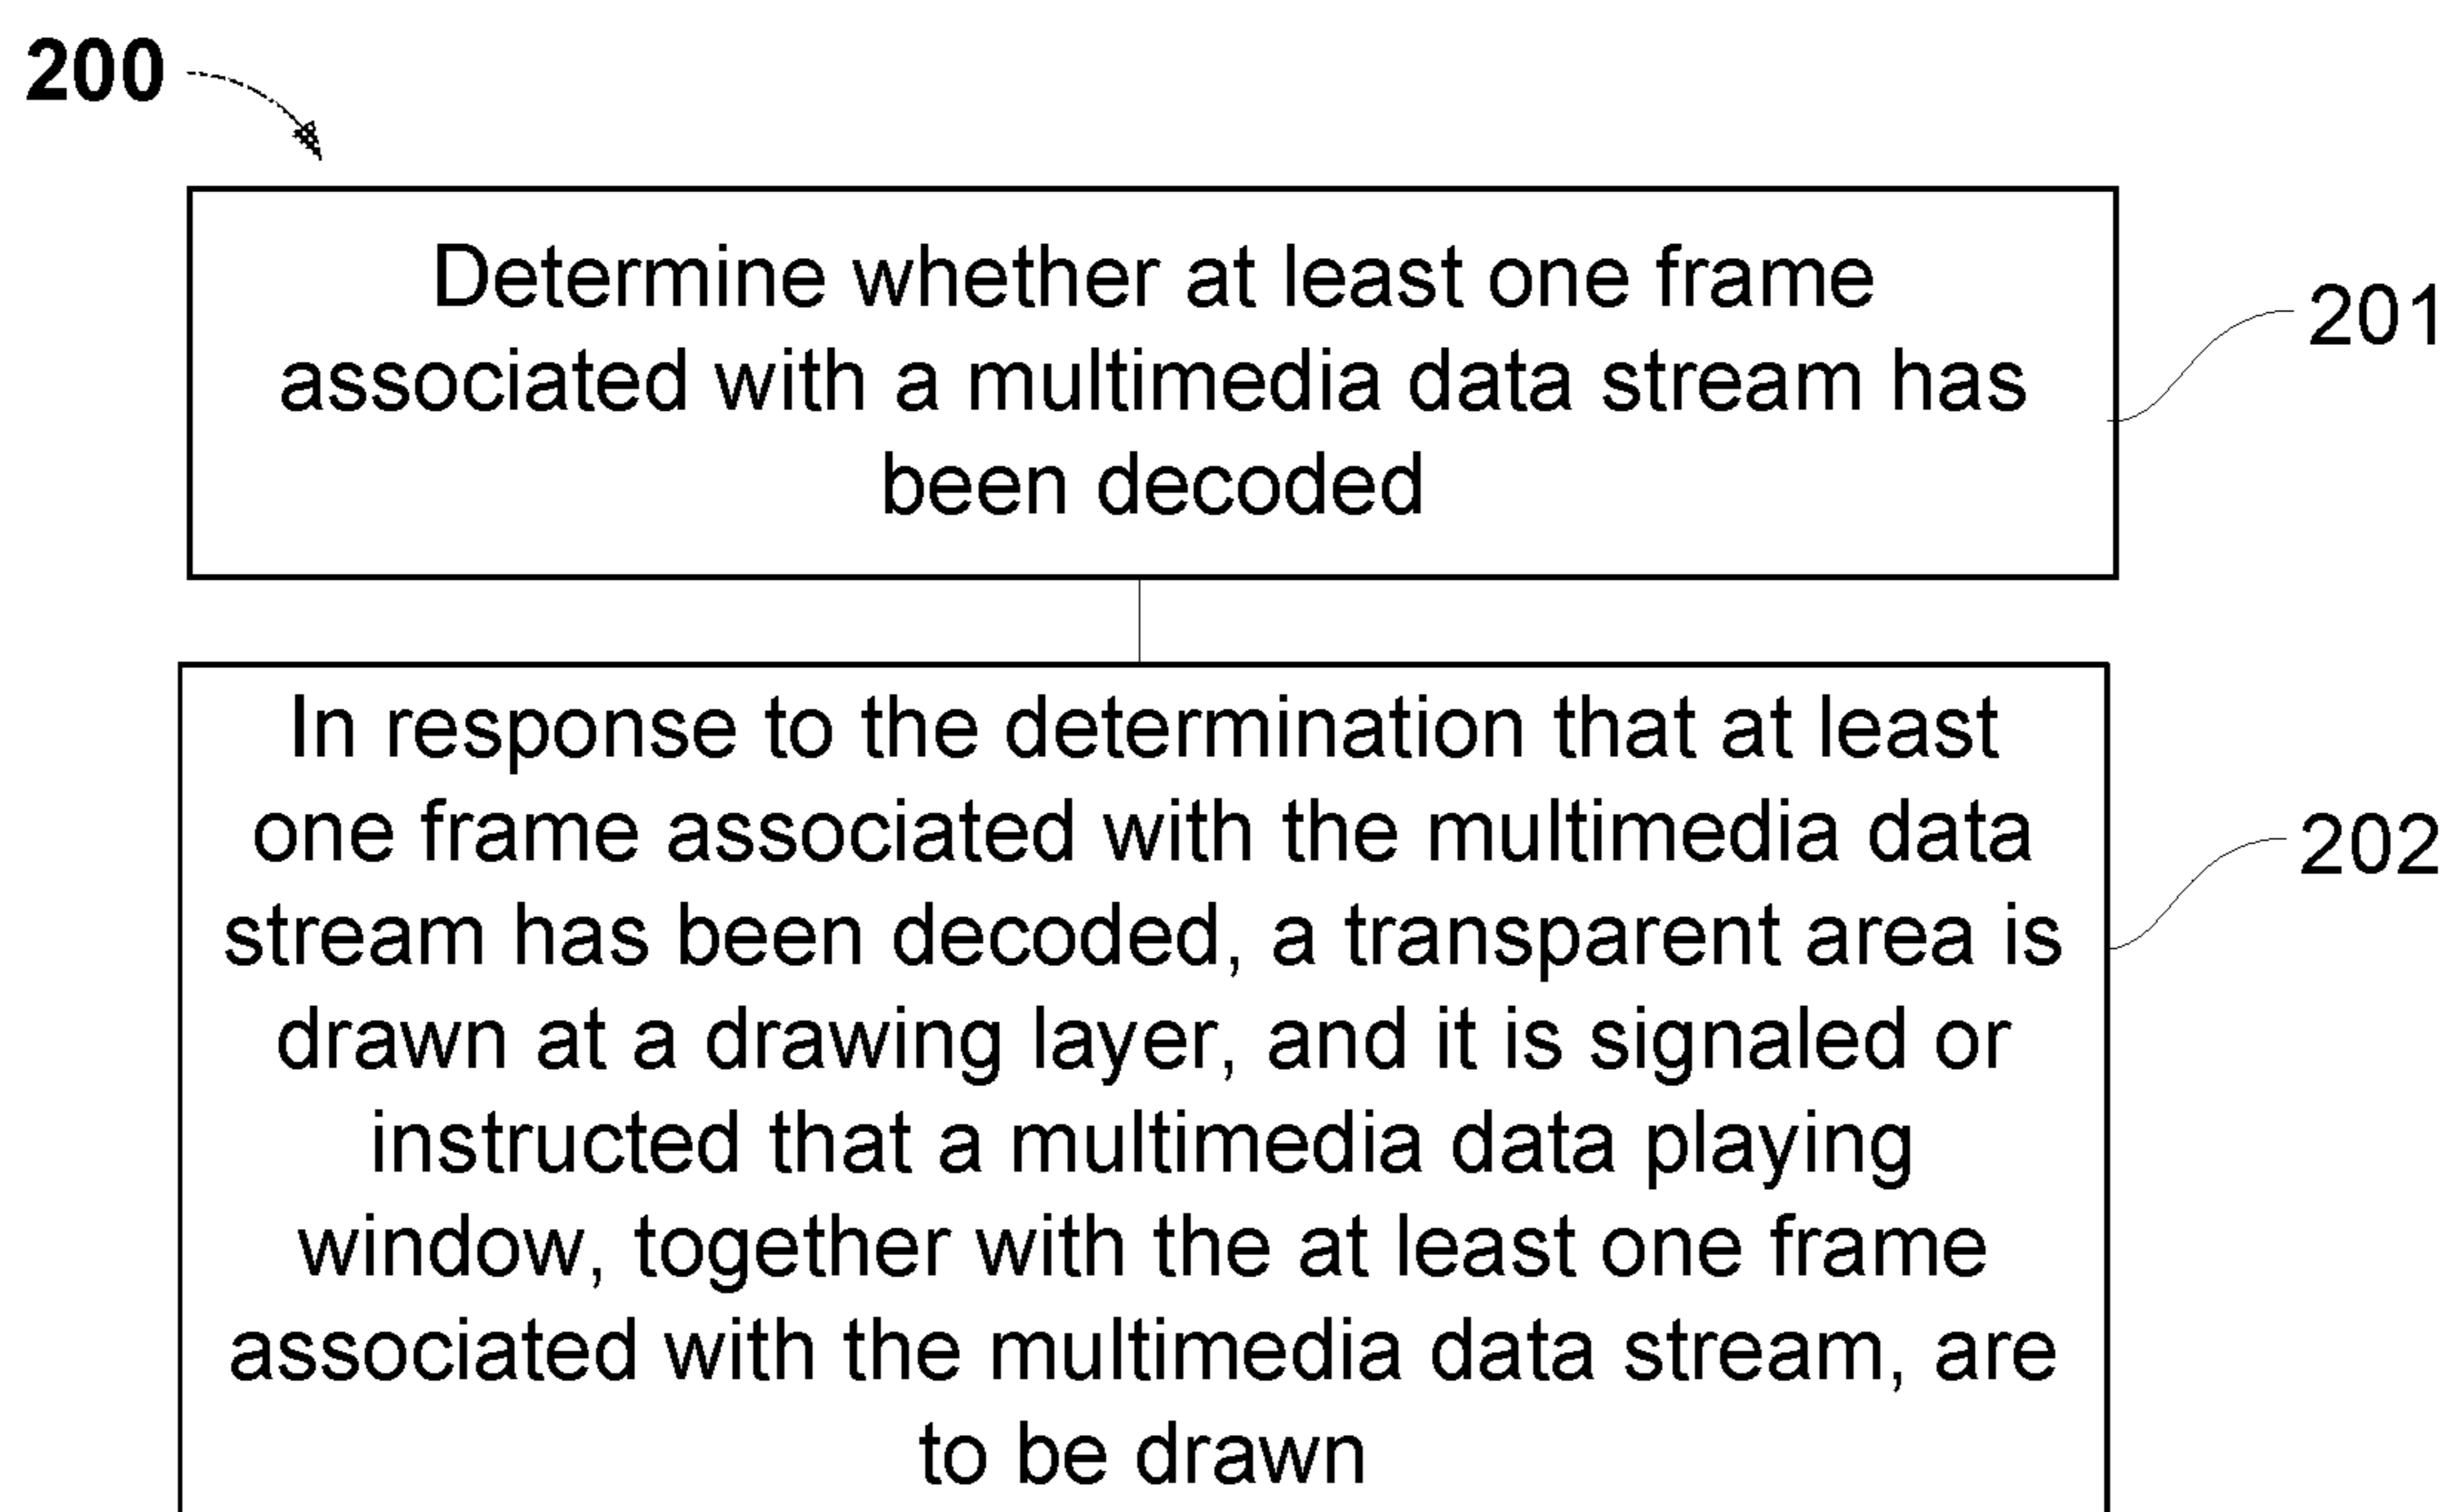 200
Determine whether at least one frame
associated with a multimedia data stream has
been decoded
201
In response to the determination that at least
one frame associated with the multimedia data
stream has been decoded, a transparent area is
drawn at a drawing layer, and it is signaled or
instructed that a multimedia data playing
window, together with the at least one frame
associated with the multimedia data stream, are
to be drawn
202